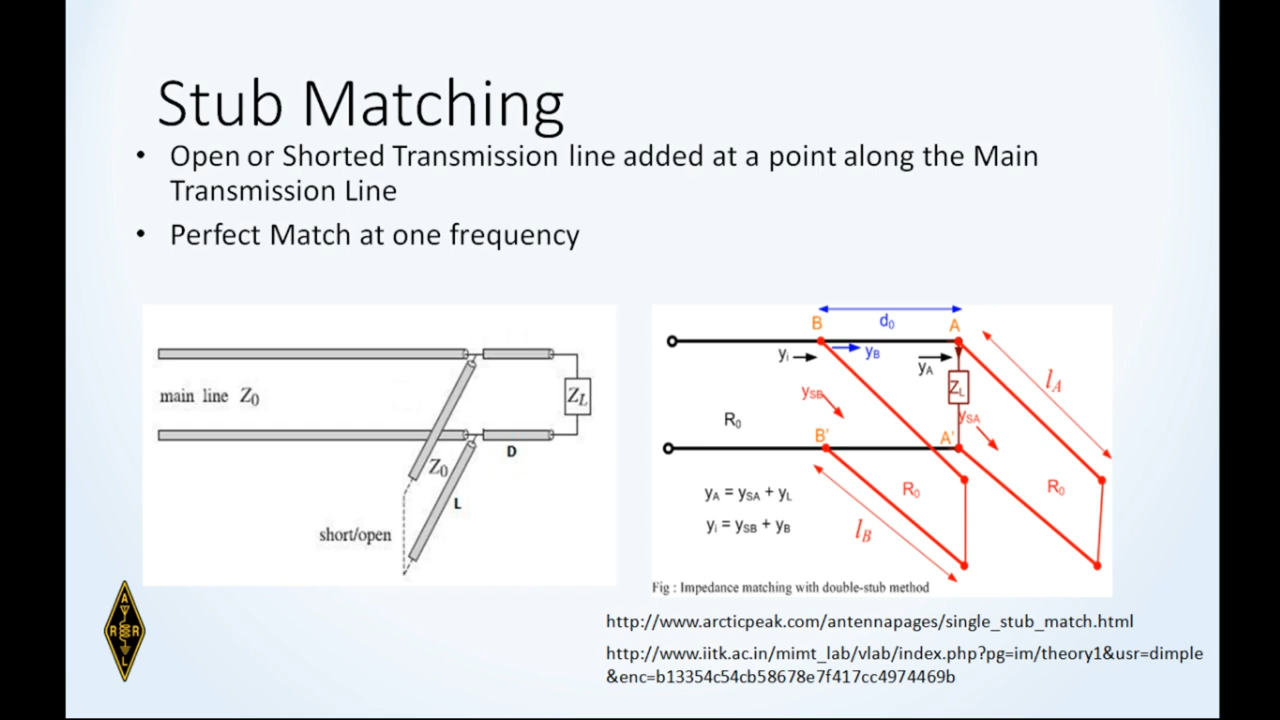 Stub Matching
• Open or Shorted Transmission line added at a point along the Main
Transmission Line
• Perfect Match at one frequency
main line Z0
Z0
ZL
D
L
short/open
B
d0
A
yi
yB
yA
ZL
lA
ySB
ySA
R0
B'
A'
yA = ySA + yL
yi = ySB + yB
R0
R0
lB
Fig : Impedance matching with double-stub method
A
R R
L
http://www.arcticpeak.com/antennapages/single_stub_match.html
http://www.iitk.ac.in/mimt_lab/vlab/index.php?pg=im/theory1&usr=dimple
&enc=b13354c54cb58678e7f417cc4974469b